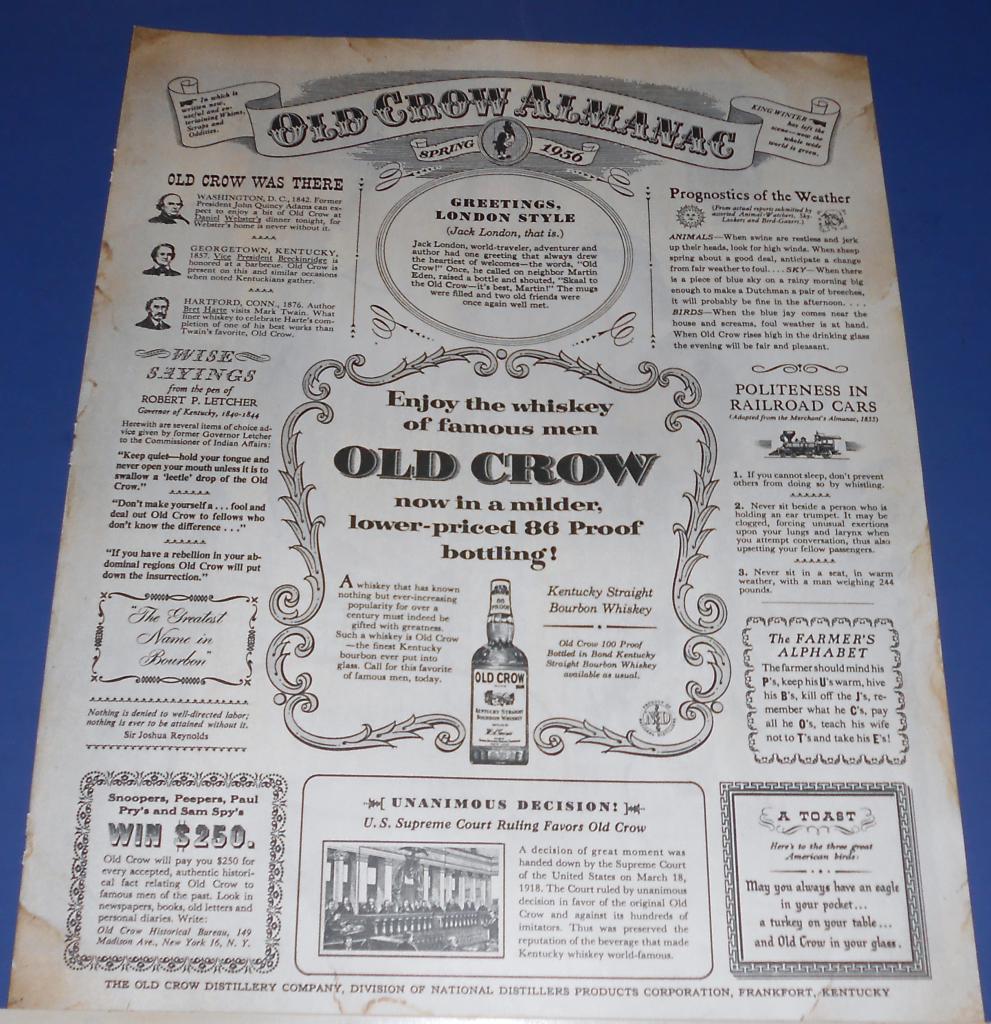 In which is
written new,
useful and en-
tertaining Whims,
Scraps and
Oddities.
OLD CROW ALMANAC
SPRING 1956
KING WINTER
has left the
scene—now the
whole wide
world is green.
OLD CROW WAS THERE
WASHINGTON, D. C., 1842. Former
President John Quincy Adams can ex-
pect to enjoy a bit of Old Crow at
Daniel Webster's dinner tonight, for
Webster's home is never without it.
GEORGETOWN, KENTUCKY,
1857. Vice President Breckinridge is
honored at a barbecue. Old Crow is
present on this and similar occasions
when noted Kentuckians gather.
HARTFORD, CONN., 1876. Author
Bret Harte visits Mark Twain. What
finer whiskey to celebrate Harte's com-
pletion of one of his best works than
Twain's favorite, Old Crow.
WISE
SAYINGS
from the pen of
ROBERT P. LETCHER
Governor of Kentucky, 1840-1844
Herewith are several items of choice ad-
vice given by former Governor Letcher
to the Commissioner of Indian Affairs:
"Keep quiet—hold your tongue and
never open your mouth unless it is to
swallow a 'leetle' drop of the Old
Crow."
"Don't make yourself a . . . fool and
deal out Old Crow to fellows who
don't know the difference . . ."
"If you have a rebellion in your ab-
dominal regions Old Crow will put
down the insurrection."
"The Greatest
Name in
Bourbon"
Nothing is denied to well-directed labor;
nothing is ever to be attained without it.
Sir Joshua Reynolds
GREETINGS,
LONDON STYLE
(Jack London, that is.)
Jack London, world-traveler, adventurer and
author had one greeting that always drew
the heartiest of welcomes—the words, "Old
Crow!" Once, he called on neighbor Martin
Eden, raised a bottle and shouted, "Skaal to
the Old Crow—it's best, Martin!" The mugs
were filled and two old friends were
once again well met.
Enjoy the whiskey
of famous men
OLD CROW
now in a milder,
lower-priced 86 Proof
bottling!
A whiskey that has known
nothing but ever-increasing
popularity for over a
century must indeed be
gifted with greatness.
Such a whiskey is Old Crow
—the finest Kentucky
bourbon ever put into
glass. Call for this favorite
of famous men, today.
86
PROOF
OLD CROW
KENTUCKY STRAIGHT
BOURBON WHISKEY
Kentucky Straight
Bourbon Whiskey
Old Crow 100 Proof
Bottled in Bond Kentucky
Straight Bourbon Whiskey
available as usual.
Prognostics of the Weather
(From actual reports submitted by
assorted Animal-Watchers, Sky-
Lookers and Bird-Gazers.)
ANIMALS—When swine are restless and jerk
up their heads, look for high winds. When sheep
spring about a good deal, anticipate a change
from fair weather to foul. . . . SKY—When there
is a piece of blue sky on a rainy morning big
enough to make a Dutchman a pair of breeches,
it will probably be fine in the afternoon. . . .
BIRDS—When the blue jay comes near the
house and screams, foul weather is at hand.
When Old Crow rises high in the drinking glass
the evening will be fair and pleasant.
POLITENESS IN
RAILROAD CARS
(Adapted from the Merchant's Almanac, 1855)
1. If you cannot sleep, don't prevent
others from doing so by whistling.
2. Never sit beside a person who is
holding an ear trumpet. It may be
clogged, forcing unusual exertions
upon your lungs and larynx when
you attempt conversation, thus also
upsetting your fellow passengers.
3. Never sit in a seat, in warm
weather, with a man weighing 244
pounds.
The FARMER'S
ALPHABET
The farmer should mind his
P's, keep his U's warm, hive
his B's, kill off the J's, re-
member what he C's, pay
all he O's, teach his wife
not to T's and take his E's!
Snoopers, Peepers, Paul
Pry's and Sam Spy's
WIN $250.
Old Crow will pay you $250 for
every accepted, authentic histori-
cal fact relating Old Crow to
famous men of the past. Look in
newspapers, books, old letters and
personal diaries. Write:
Old Crow Historical Bureau, 149
Madison Ave., New York 16, N. Y.
UNANIMOUS DECISION!
U.S. Supreme Court Ruling Favors Old Crow
A decision of great moment was
handed down by the Supreme Court
of the United States on March 18,
1918. The Court ruled by unanimous
decision in favor of the original Old
Crow and against its hundreds of
imitators. Thus was preserved the
reputation of the beverage that made
Kentucky whiskey world-famous.
A TOAST
Here's to the three great
American birds:
May you always have an eagle
in your pocket...
a turkey on your table...
and Old Crow in your glass.
THE OLD CROW DISTILLERY COMPANY, DIVISION OF NATIONAL DISTILLERS PRODUCTS CORPORATION, FRANKFORT, KENTUCKY